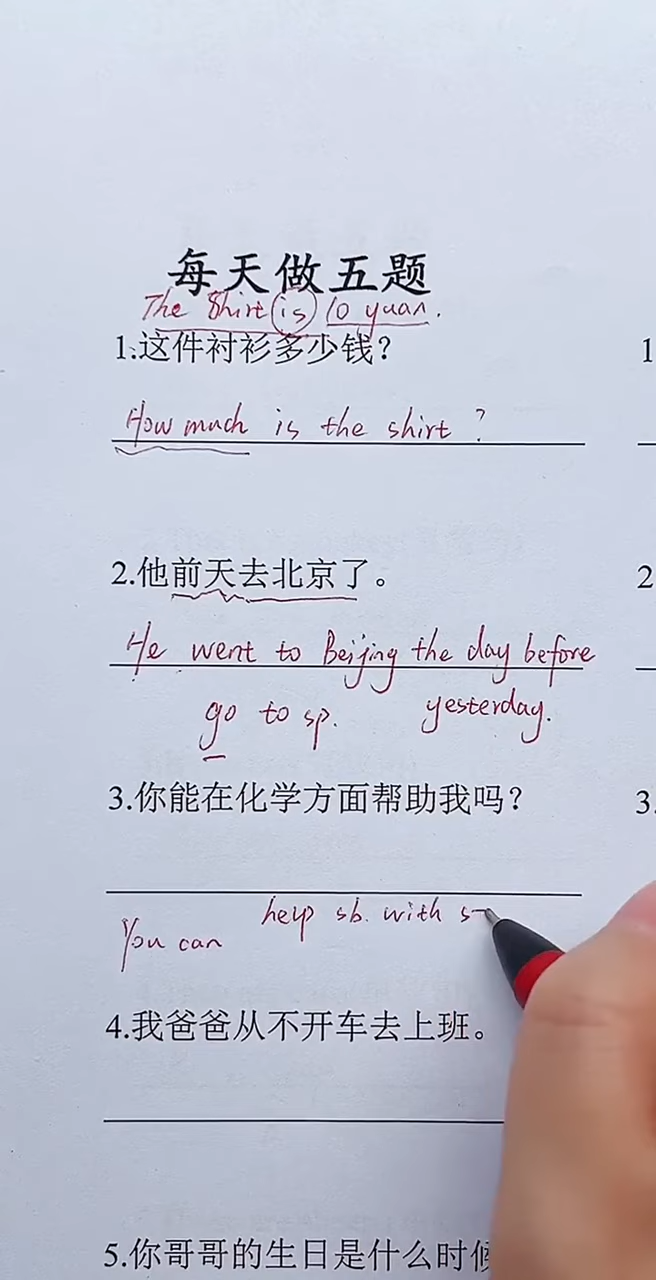 每天做五题
The Shirt is 10 yuan.
1.这件衬衫多少钱?
1
How much is the shirt ?
2.他前天去北京了。
2
He went to Beijing the day before
yesterday.
go to sp.
3.你能在化学方面帮助我吗?
3.
help sb. with s
You can
4.我爸爸从不开车去上班。
5.你哥哥的生日是什么时候